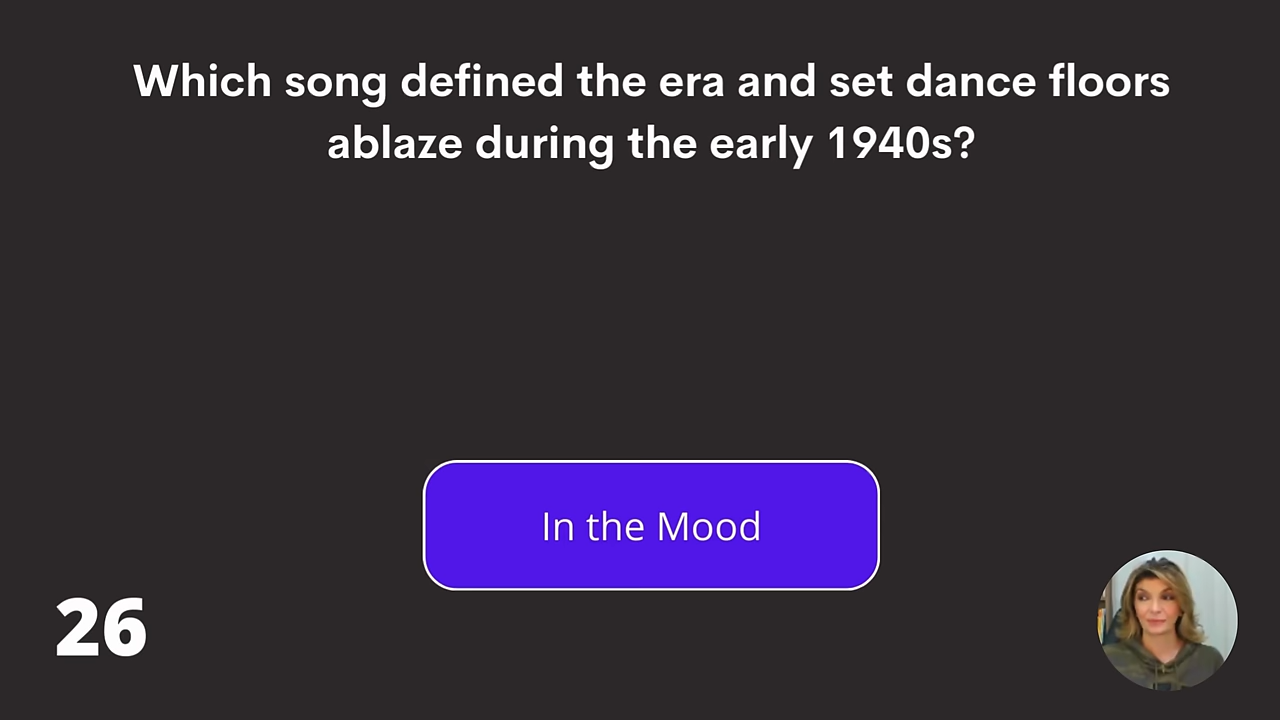 Which song defined the era and set dance floors
ablaze during the early 1940s?
In the Mood
26